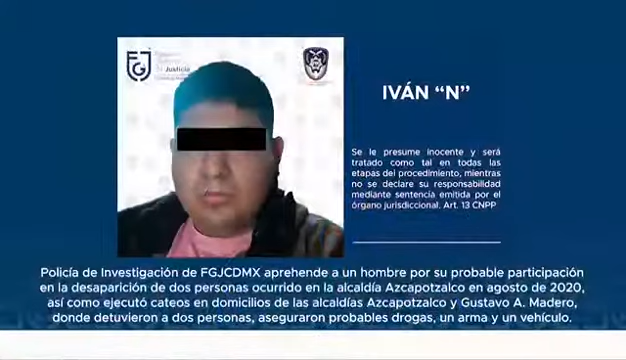 FGJ
Justicia
IVÁN “N”
Se le presume inocente y será
tratado como tal en todas las
etapas del procedimiento, mientras
no se declare su responsabilidad
mediante sentencia emitida por el
órgano jurisdiccional. Art. 13 CNPP
Policía de Investigación de FGJCDMX aprehende a un hombre por su probable participación
en la desaparición de dos personas ocurrido en la alcaldía Azcapotzalco en agosto de 2020,
así como ejecutó cateos en domicilios de las alcaldías Azcapotzalco y Gustavo A. Madero,
donde detuvieron a dos personas, aseguraron probables drogas, un arma y un vehículo.